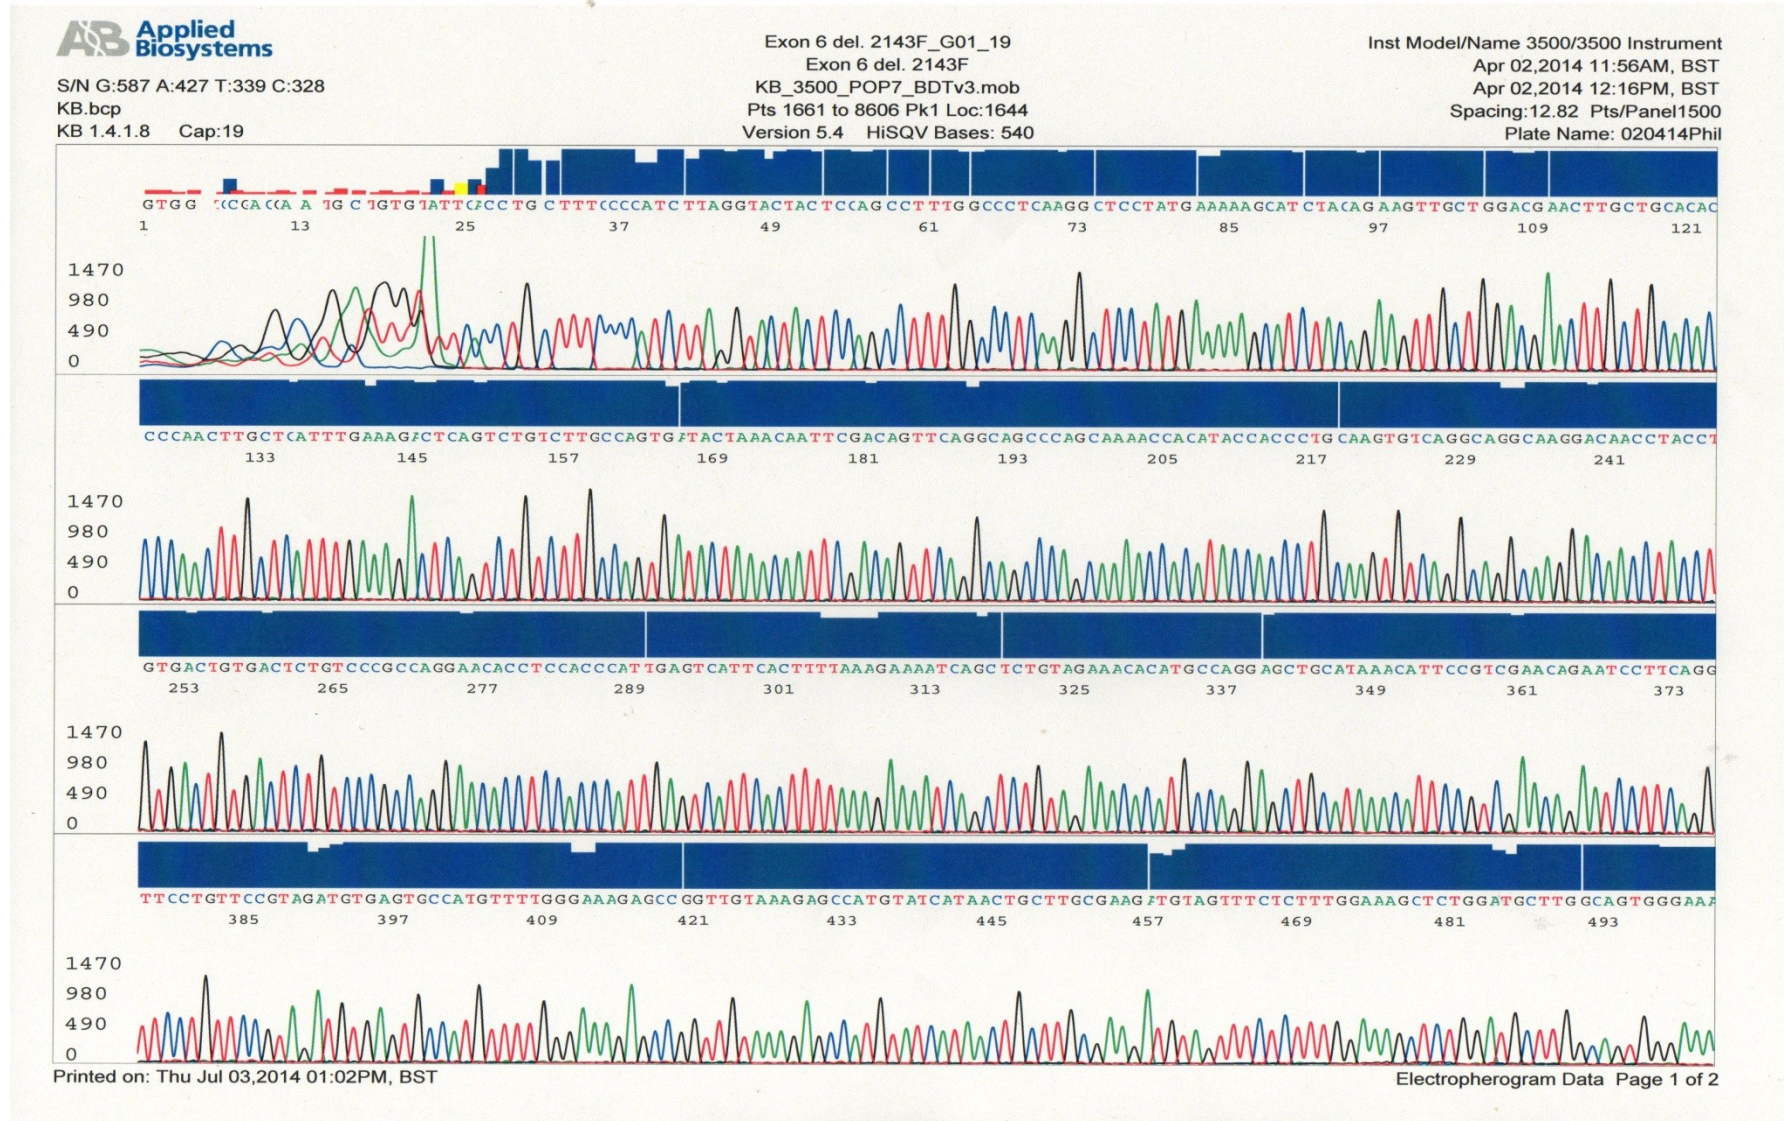 AB Applied
Biosystems
S/N G:587 A:427 T:339 C:328
KB.bcp
KB 1.4.1.8 Cap:19
Exon 6 del. 2143F_G01_19
Exon 6 del. 2143F
KB_3500_POP7_BDTv3.mob
Pts 1661 to 8606 Pk1 Loc:1644
Version 5.4 HiSQV Bases: 540
Inst Model/Name 3500/3500 Instrument
Apr 02,2014 11:56AM, BST
Apr 02,2014 12:16PM, BST
Spacing:12.82 Pts/Panel1500
Plate Name: 020414Phil
CCTGCTTTCCCCATCTTAGGTACTACTCCAGCCTTTGGCCCTCAAGGCTCCTATGAAAAAGCATCTACAGAAGTTGCTGGACGAACTTGCTGCACAC
1 13 25 37 49 61 73 85 97 109 121
1470
980
490
0
CCCAACTTGCTCATTTGAAAGACTCAGTCTGTCTTGCCAGTGATACTAAACAATTCGACAGTTCAGGCAGCCCAGCAAAACCACATACCACCCTGCAAGTGTCAGGCAGGCAAGGACAACCTACCT
133 145 157 169 181 193 205 217 229 241
1470
980
490
0
GTGACTGTGACTCTGTCCCGCCAGGAACACCTCCACCCATTGAGTCATTCACTTTTAAAGAAAATCAGCTCTGTAGAAACACATGCCAGGAGCTGCATAAACATTCCGTCGAACAGAATCCTTCAGG
253 265 277 289 301 313 325 337 349 361 373
1470
980
490
0
TTCCTGTTCCGTAGATGTGAGTGCCATGTTTTGGGAAAGAGCCGGTTGTAAAGAGCCATGTATCATAACTGCTTGCGAAGATGTAGTTTCTCTTTGGAAAGCTCTGGATGCTTGGCAGTGGGAAA
385 397 409 421 433 445 457 469 481 493
1470
980
490
0
Printed on: Thu Jul 03,2014 01:02PM, BST
Electropherogram Data Page 1 of 2